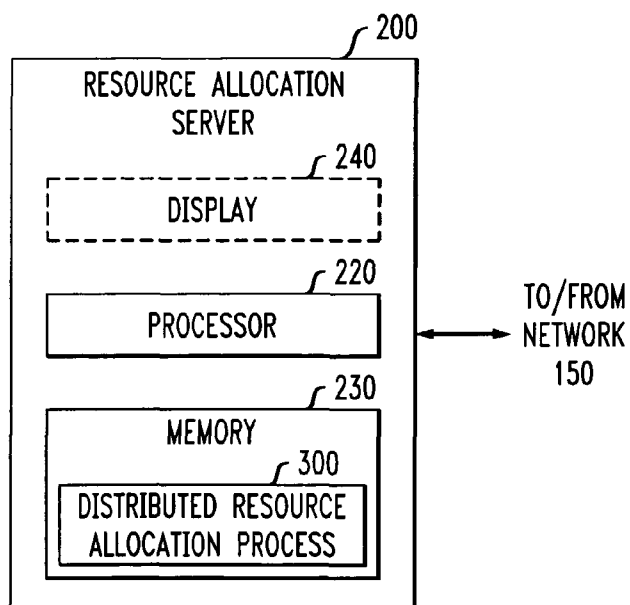 200
RESOURCE ALLOCATION
SERVER
240
DISPLAY
220
PROCESSOR
TO/FROM
NETWORK
150
230
MEMORY
300
DISTRIBUTED RESOURCE
ALLOCATION PROCESS